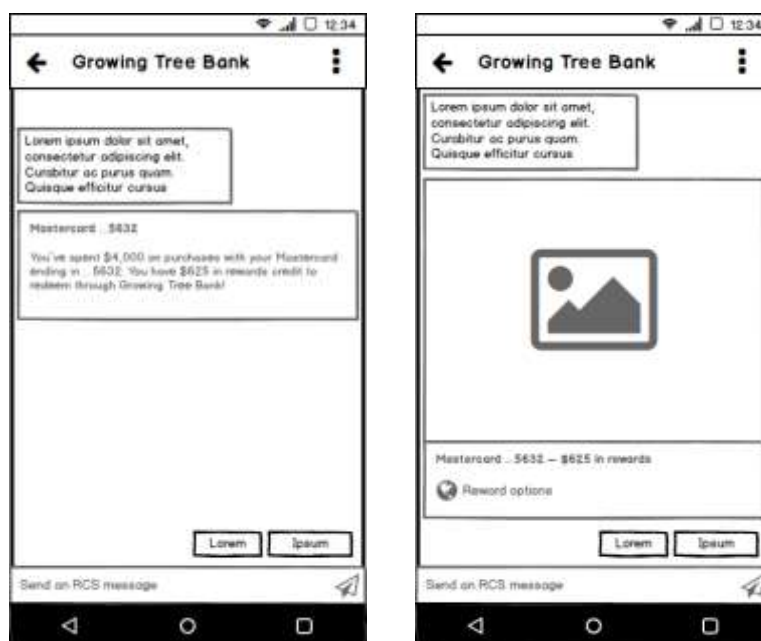 12:34
Growing Tree Bank
Lorem ipsum dolor sit amet,
consectetur adipiscing elit.
Curabitur ac purus quam.
Quisque efficitur cursus
Mastercard ...5632
You've spent $4,000 on purchases with your Mastercard
ending in ...5632. You have $625 in rewards credit to
redeem through Growing Tree Bank!
Lorem
Ipsum
Send an RCS message
12:34
Growing Tree Bank
Lorem ipsum dolor sit amet,
consectetur adipiscing elit.
Curabitur ac purus quam.
Quisque efficitur cursus
Mastercard ...5632 – $625 in rewards
Reward options
Lorem
Ipsum
Send an RCS message